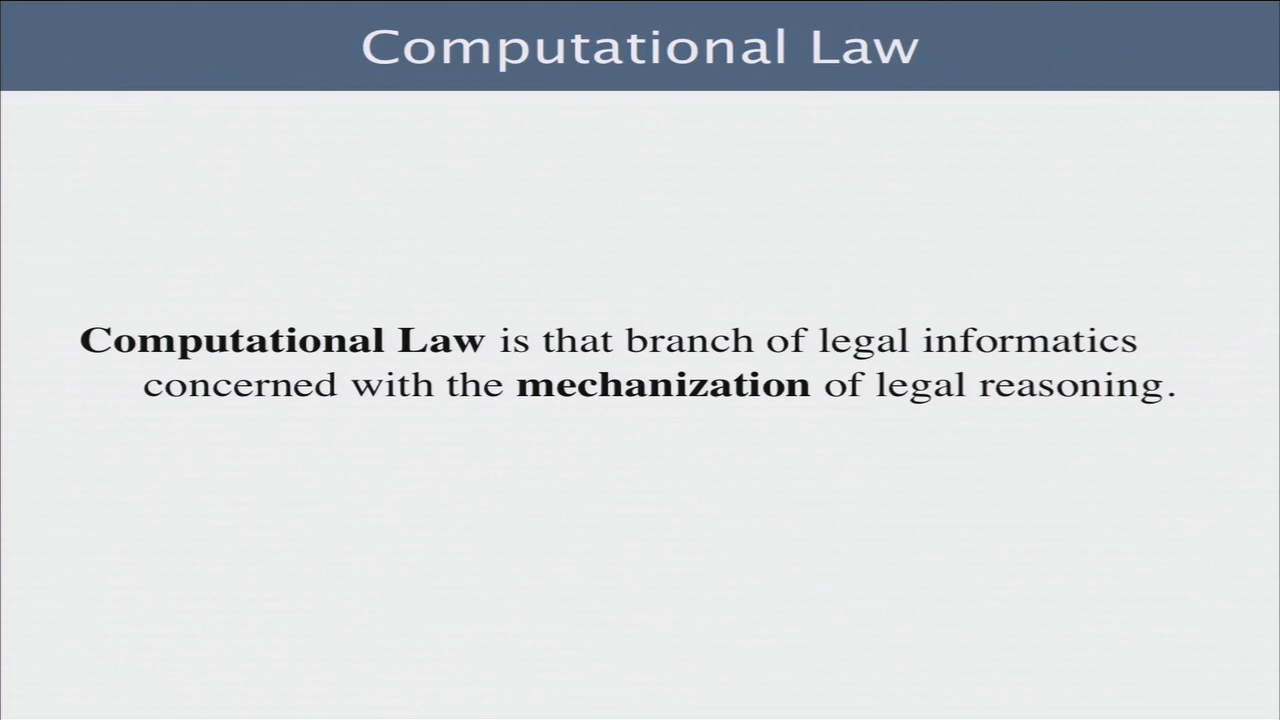 Computational Law
Computational Law is that branch of legal informatics
concerned with the mechanization of legal reasoning.